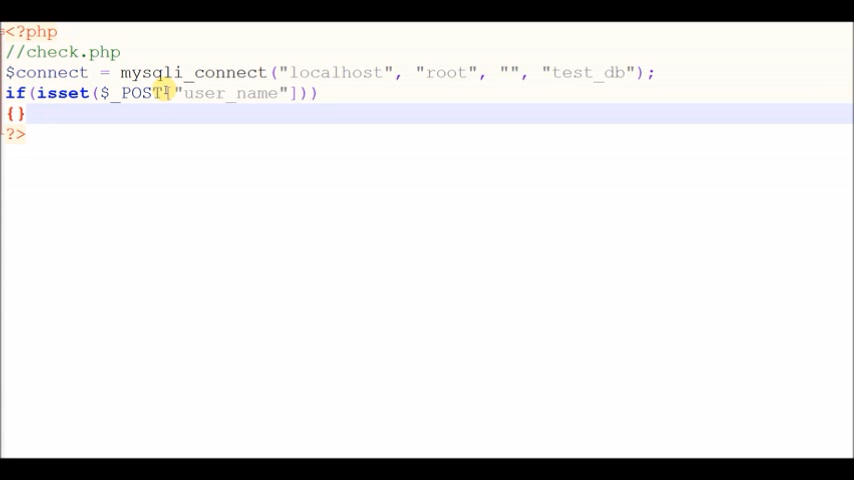 <?php
//check.php
$connect = mysqli_connect("localhost", "root", "", "test_db");
if(isset($_POST["user_name"]))
{}
?>